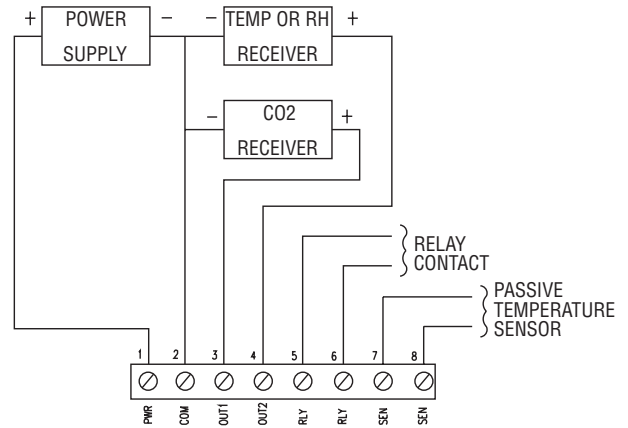 + POWER SUPPLY -
- TEMP OR RH RECEIVER +
- CO2 RECEIVER +
RELAY CONTACT
PASSIVE TEMPERATURE SENSOR
1 2 3 4 5 6 7 8
PWR COM OUT1 OUT2 RLY RLY SEN SEN